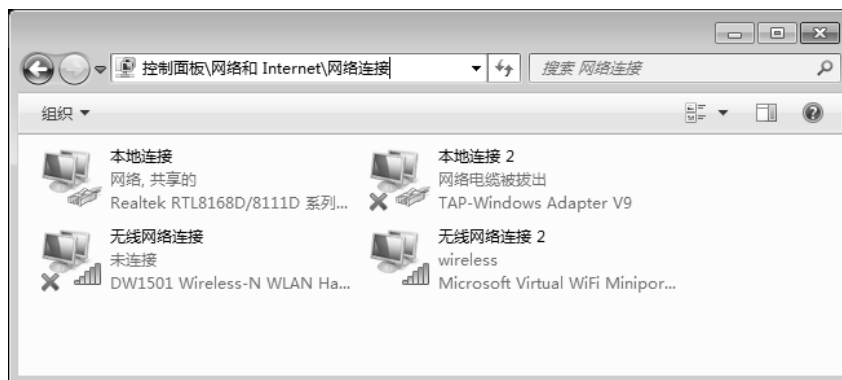 控制面板\网络和 Internet\网络连接
搜索 网络连接
组织
本地连接
网络, 共享的
Realtek RTL8168D/8111D 系列...
本地连接 2
网络电缆被拔出
TAP-Windows Adapter V9
无线网络连接
未连接
DW1501 Wireless-N WLAN Ha...
无线网络连接 2
wireless
Microsoft Virtual WiFi Minipor...